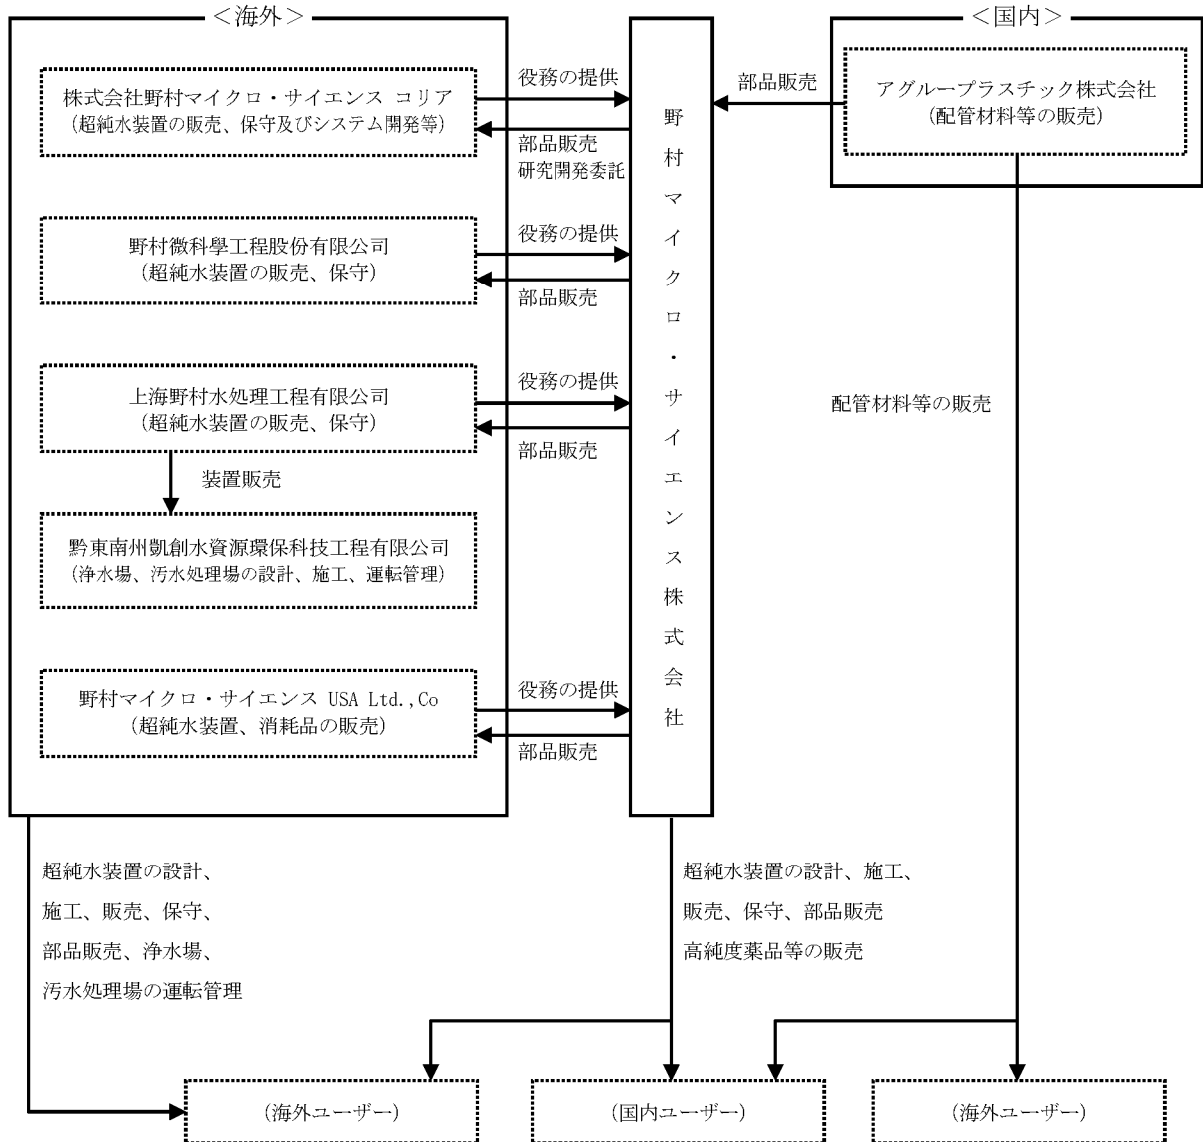 ＜海外＞
株式会社野村マイクロ・サイエンス コリア
（超純水装置の販売、保守及びシステム開発等）
役務の提供
部品販売
研究開発委託
野村微科學工程股份有限公司
（超純水装置の販売、保守）
役務の提供
部品販売
上海野村水処理工程有限公司
（超純水装置の販売、保守）
役務の提供
部品販売
装置販売
黔東南州凱創水資源環保科技工程有限公司
（浄水場、汚水処理場の設計、施工、運転管理）
野村マイクロ・サイエンス USA Ltd.,Co
（超純水装置、消耗品の販売）
役務の提供
部品販売
野村マイクロ・サイエンス株式会社
＜国内＞
アグループラスチック株式会社
（配管材料等の販売）
部品販売
配管材料等の販売
超純水装置の設計、
施工、販売、保守、
部品販売、浄水場、
汚水処理場の運転管理
超純水装置の設計、施工、
販売、保守、部品販売
高純度薬品等の販売
（海外ユーザー）
（国内ユーザー）
（海外ユーザー）